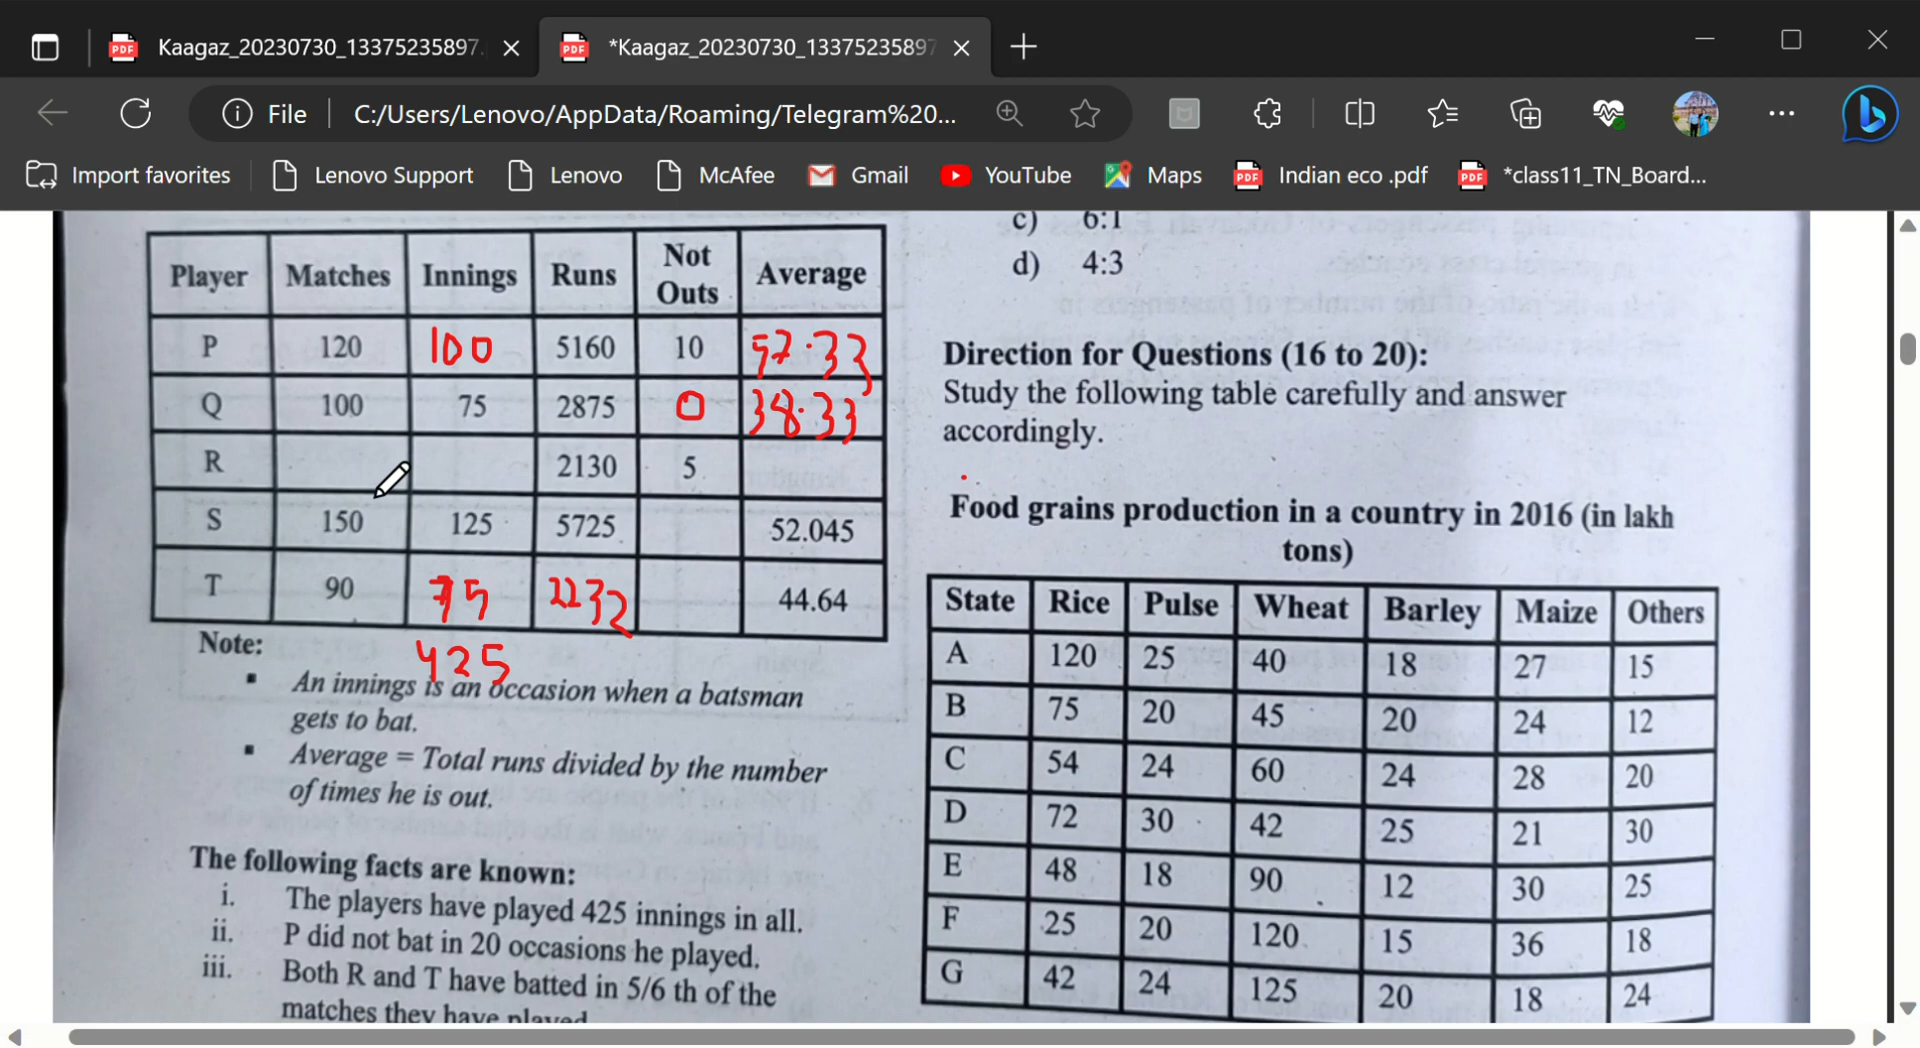 Kaagaz_20230730_13375235897.
*Kaagaz_20230730_13375235897
File
C:/Users/Lenovo/AppData/Roaming/Telegram%20...
Import favorites
Lenovo Support
Lenovo
McAfee
Gmail
YouTube
Maps
Indian eco .pdf
*class11_TN_Board...
Player Matches Innings Runs Not Outs Average
P 120 100 5160 10 57.33
Q 100 75 2875 0 38.33
R 2130 5
S 150 125 5725 52.045
T 90 75 2232 44.64
425
Note:
▪ An innings is an occasion when a batsman
gets to bat.
▪ Average = Total runs divided by the number
of times he is out.
The following facts are known:
i. The players have played 425 innings in all.
ii. P did not bat in 20 occasions he played.
iii. Both R and T have batted in 5/6 th of the
matches they have played
c) 6:1
d) 4:3
Direction for Questions (16 to 20):
Study the following table carefully and answer
accordingly.
Food grains production in a country in 2016 (in lakh
tons)
State Rice Pulse Wheat Barley Maize Others
A 120 25 40 18 27 15
B 75 20 45 20 24 12
C 54 24 60 24 28 20
D 72 30 42 25 21 30
E 48 18 90 12 30 25
F 25 20 120 15 36 18
G 42 24 125 20 18 24